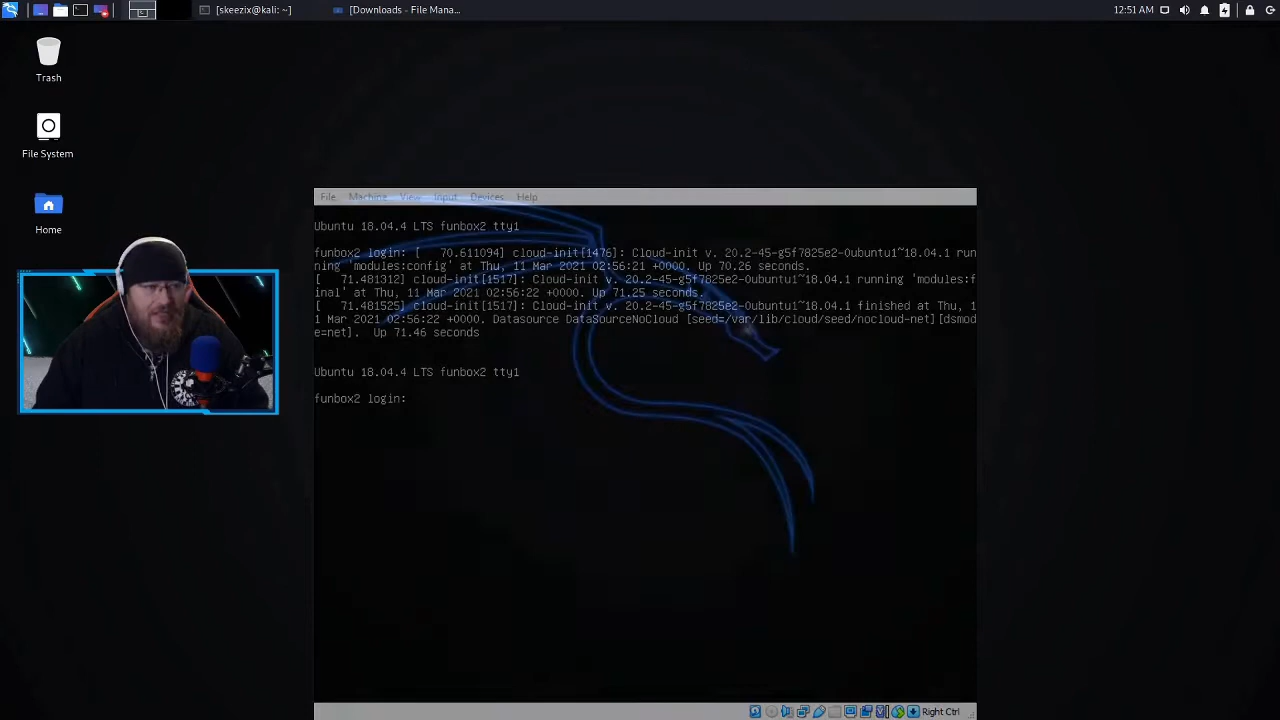 [skeezix@kali: ~]
[Downloads - File Mana...
12:51 AM
Trash
File System
Home
File Machine View Input Devices Help
Ubuntu 18.04.4 LTS funbox2 tty1
funbox2 login: [   70.611094] cloud-init[1476]: Cloud-init v. 20.2-45-g5f7825e2-0ubuntu1~18.04.1 run
ning 'modules:config' at Thu, 11 Mar 2021 02:56:21 +0000. Up 70.26 seconds.
[   71.481312] cloud-init[1517]: Cloud-init v. 20.2-45-g5f7825e2-0ubuntu1~18.04.1 running 'modules:f
inal' at Thu, 11 Mar 2021 02:56:22 +0000. Up 71.25 seconds.
[   71.481525] cloud-init[1517]: Cloud-init v. 20.2-45-g5f7825e2-0ubuntu1~18.04.1 finished at Thu, 1
1 Mar 2021 02:56:22 +0000. Datasource DataSourceNoCloud [seed=/var/lib/cloud/seed/nocloud-net][dsmod
e=net].  Up 71.46 seconds
Ubuntu 18.04.4 LTS funbox2 tty1
funbox2 login:
Right Ctrl